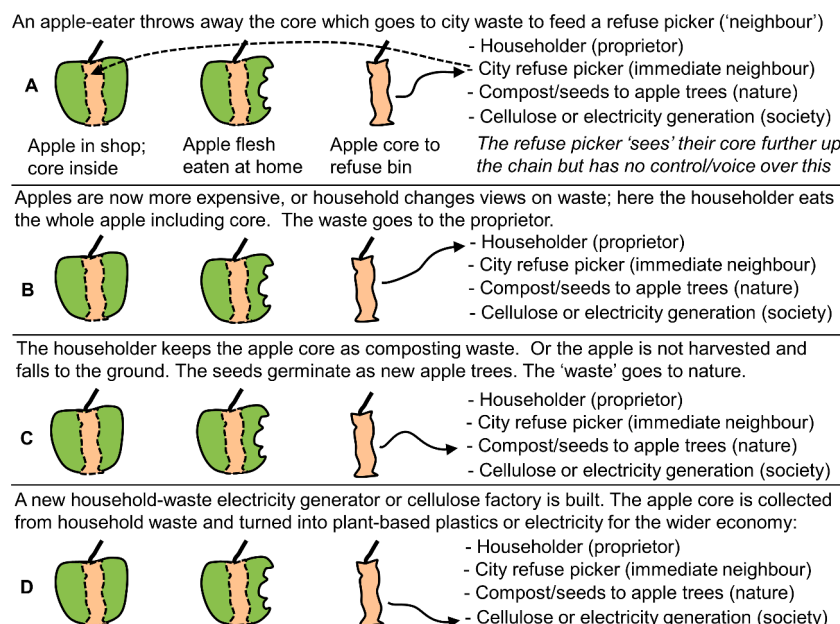 An apple-eater throws away the core which goes to city waste to feed a refuse picker (‘neighbour’)
A
- Householder (proprietor)
- City refuse picker (immediate neighbour)
- Compost/seeds to apple trees (nature)
- Cellulose or electricity generation (society)
Apple in shop;
core inside
Apple flesh
eaten at home
Apple core to
refuse bin
The refuse picker ‘sees’ their core further up
the chain but has no control/voice over this
Apples are now more expensive, or household changes views on waste; here the householder eats
the whole apple including core.  The waste goes to the proprietor.
B
- Householder (proprietor)
- City refuse picker (immediate neighbour)
- Compost/seeds to apple trees (nature)
- Cellulose or electricity generation (society)
The householder keeps the apple core as composting waste.  Or the apple is not harvested and
falls to the ground. The seeds germinate as new apple trees. The ‘waste’ goes to nature.
C
- Householder (proprietor)
- City refuse picker (immediate neighbour)
- Compost/seeds to apple trees (nature)
- Cellulose or electricity generation (society)
A new household-waste electricity generator or cellulose factory is built. The apple core is collected
from household waste and turned into plant-based plastics or electricity for the wider economy:
D
- Householder (proprietor)
- City refuse picker (immediate neighbour)
- Compost/seeds to apple trees (nature)
- Cellulose or electricity generation (society)